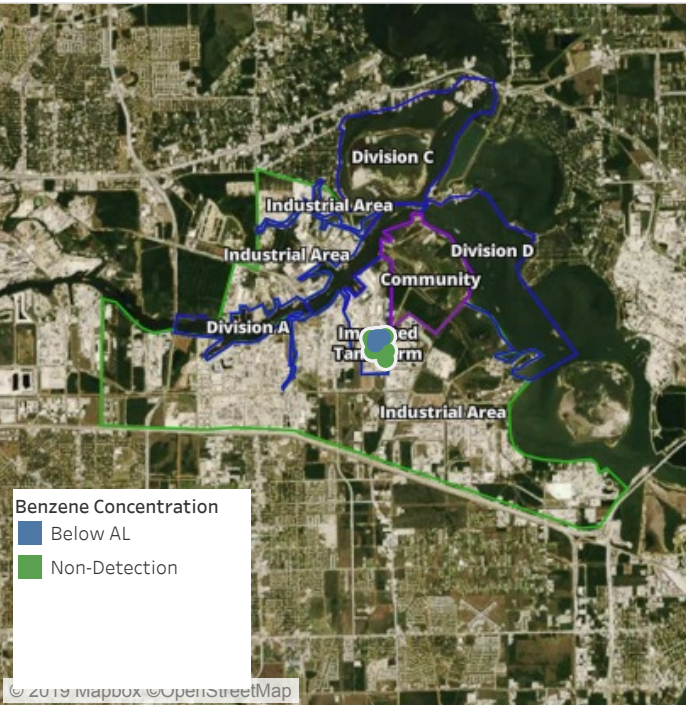 Division C
Industrial Area
Industrial Area
Division D
Community
Division A
Industrial Area
Benzene Concentration
Below AL
Non-Detection
© 2019 Mapbox ©OpenStreetMap